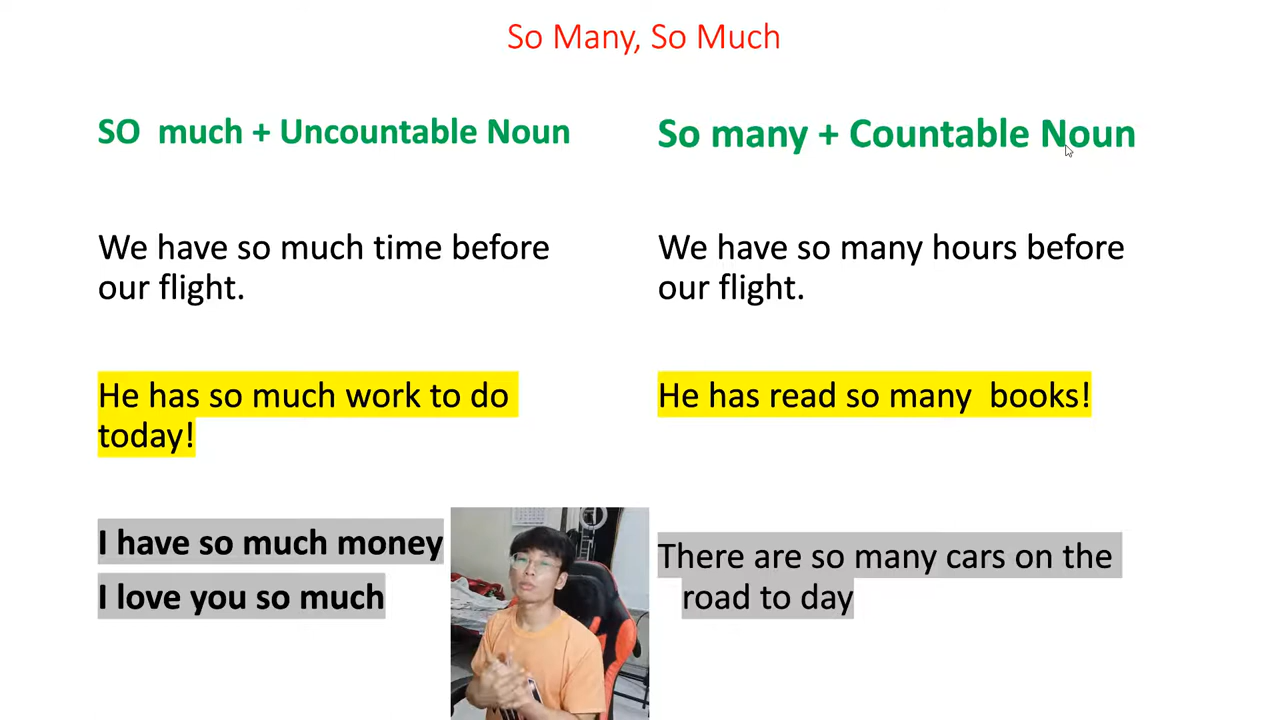 So Many, So Much
SO  much + Uncountable Noun
We have so much time before
our flight.
He has so much work to do
today!
I have so much money
I love you so much
So many + Countable Noun
We have so many hours before
our flight.
He has read so many  books!
There are so many cars on the
road to day